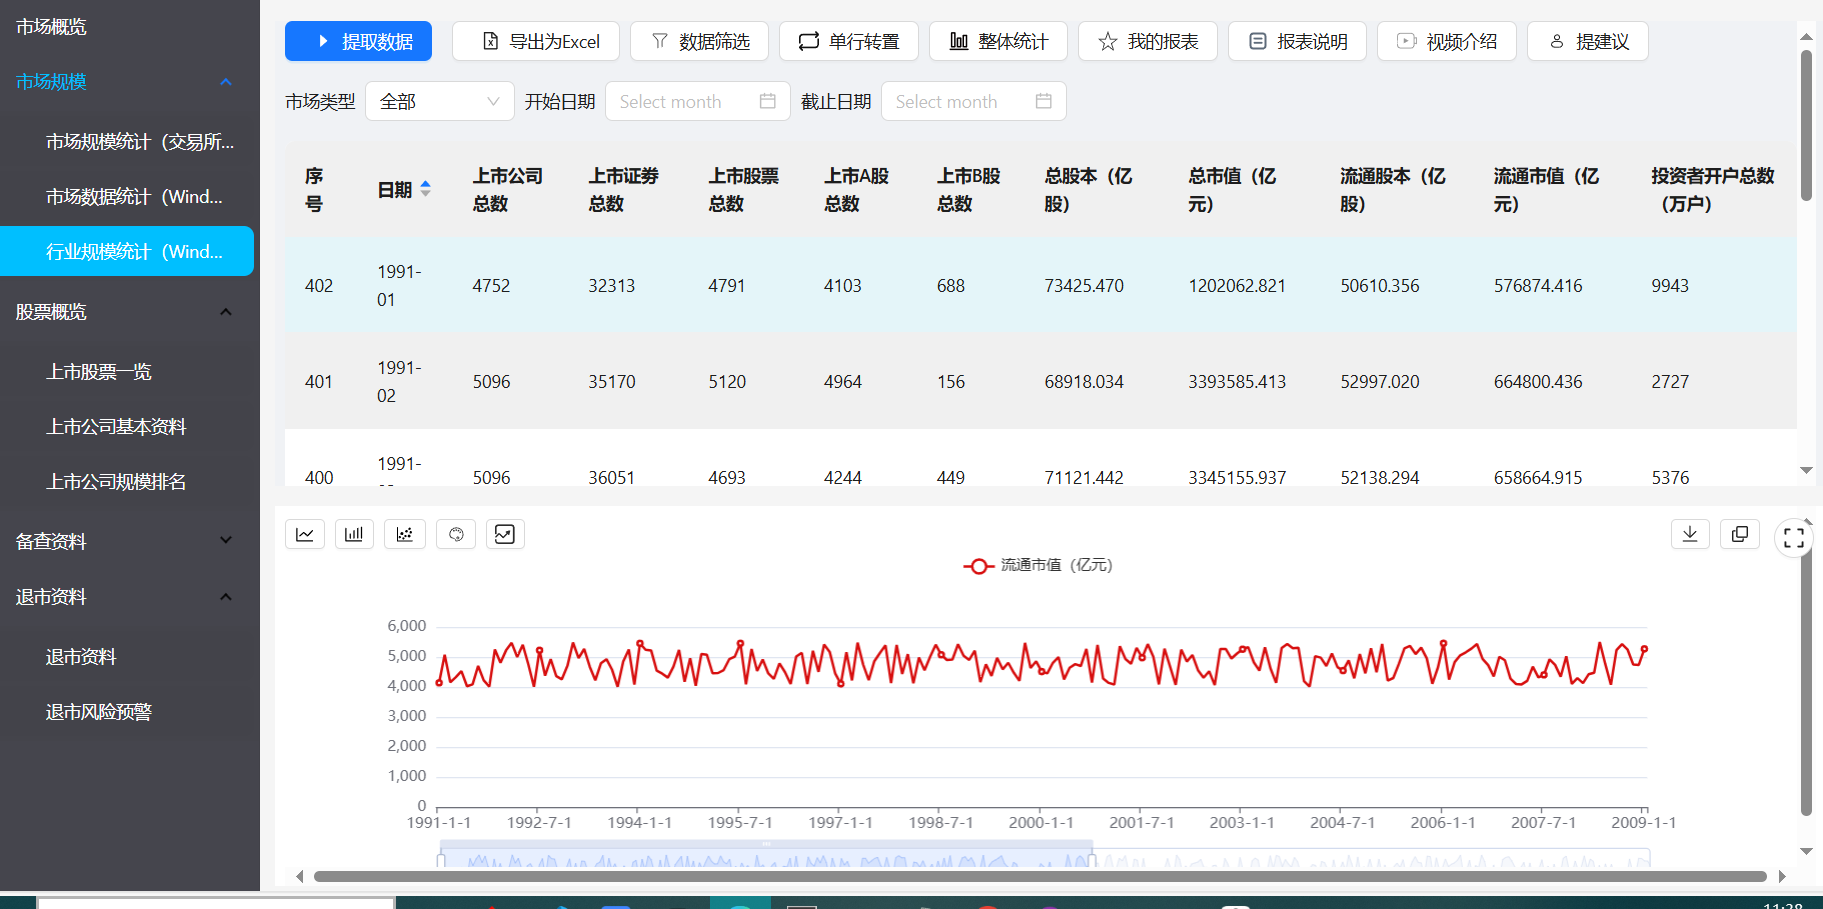 市场概览
市场规模
市场规模统计（交易所...
市场数据统计（Wind...
行业规模统计（Wind...
股票概览
上市股票一览
上市公司基本资料
上市公司规模排名
备查资料
退市资料
退市资料
退市风险预警
提取数据 导出为Excel 数据筛选 单行转置 整体统计 我的报表 报表说明 视频介绍 提建议
市场类型 全部 开始日期 Select month 截止日期 Select month
序号 日期 上市公司总数 上市证券总数 上市股票总数 上市A股总数 上市B股总数 总股本（亿股） 总市值（亿元） 流通股本（亿股） 流通市值（亿元） 投资者开户总数（万户）
402 1991-01 4752 32313 4791 4103 688 73425.470 1202062.821 50610.356 576874.416 9943
401 1991-02 5096 35170 5120 4964 156 68918.034 3393585.413 52997.020 664800.436 2727
400 1991- 5096 36051 4693 4244 449 71121.442 3345155.937 52138.294 658664.915 5376
流通市值（亿元）
6,000
5,000
4,000
3,000
2,000
1,000
0
1991-1-1 1992-7-1 1994-1-1 1995-7-1 1997-1-1 1998-7-1 2000-1-1 2001-7-1 2003-1-1 2004-7-1 2006-1-1 2007-7-1 2009-1-1